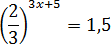 (2/3)^{3x+5} = 1,5